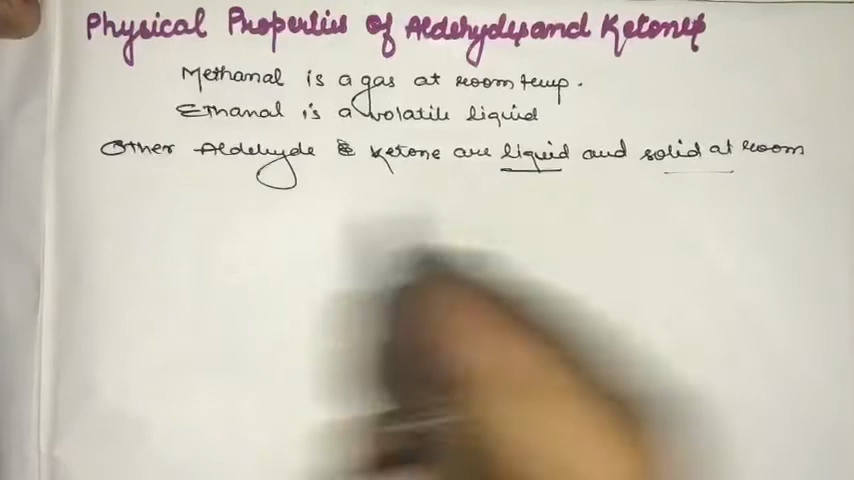 Physical Properties of Aldehydes and Ketones
Methanal is a gas at room temp.
Ethanal is a volatile liquid
Other Aldehyde & Ketone are liquid and solid at room